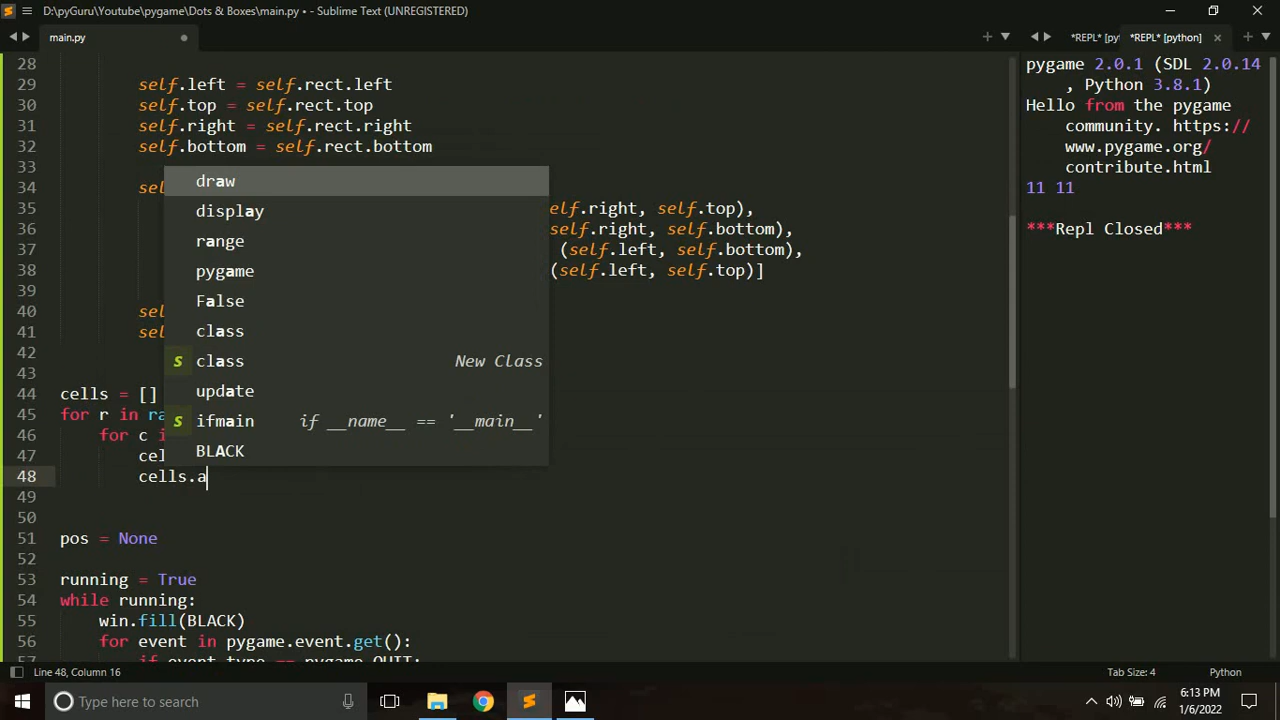 D:\pyGuru\Youtube\pygame\Dots & Boxes\main.py • - Sublime Text (UNREGISTERED)
main.py
*REPL* [pyt
*REPL* [python]
28
29 self.left = self.rect.left
30 self.top = self.rect.top
31 self.right = self.rect.right
32 self.bottom = self.rect.bottom
33
34
35 self.right, self.top),
36 self.right, self.bottom),
37 (self.left, self.bottom),
38 (self.left, self.top)]
39
40
41
42
43
44 cells = []
45 for r in
46 for c
47
48 cells.a
49
50
51 pos = None
52
53 running = True
54 while running:
55 win.fill(BLACK)
56 for event in pygame.event.get():
57 if event.type == pygame.QUIT:
draw
display
range
pygame
False
class
S class New Class
update
S ifmain if __name__ == '__main__'
BLACK
pygame 2.0.1 (SDL 2.0.14
, Python 3.8.1)
Hello from the pygame
community. https://
www.pygame.org/
contribute.html
11 11
***Repl Closed***
Line 48, Column 16
Tab Size: 4
Python
Type here to search
6:13 PM
1/6/2022